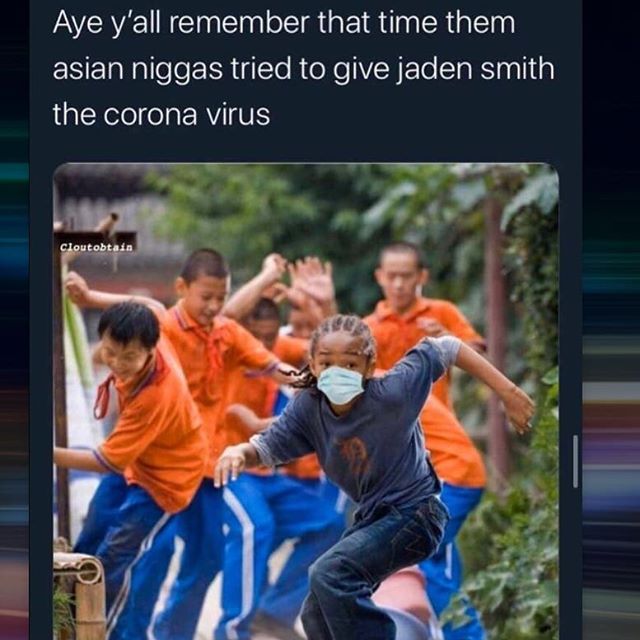 Aye y'all remember that time them
asian niggas tried to give jaden smith
the corona virus
Cloutobtain